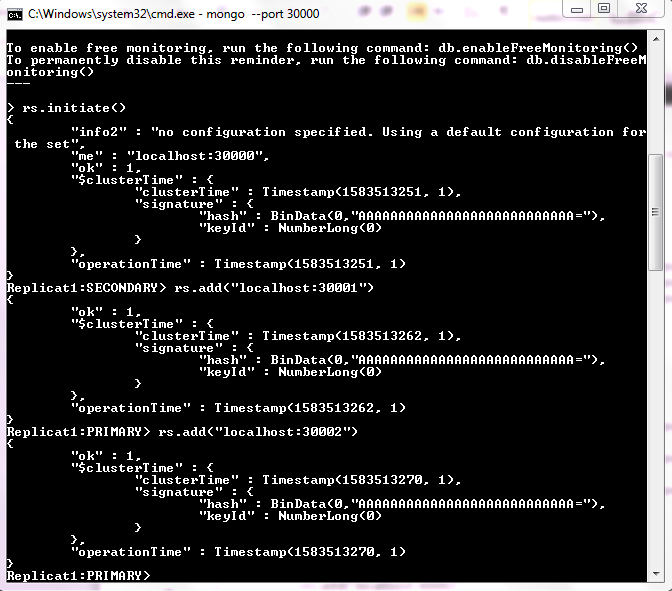 C:\Windows\system32\cmd.exe - mongo --port 30000
To enable free monitoring, run the following command: db.enableFreeMonitoring()
To permanently disable this reminder, run the following command: db.disableFreeM
onitoring()
---
> rs.initiate()
{
"info2" : "no configuration specified. Using a default configuration for
the set",
"me" : "localhost:30000",
"ok" : 1,
"$clusterTime" : {
"clusterTime" : Timestamp(1583513251, 1),
"signature" : {
"hash" : BinData(0,"AAAAAAAAAAAAAAAAAAAAAAAAAAA="),
"keyId" : NumberLong(0)
}
},
"operationTime" : Timestamp(1583513251, 1)
}
Replicat1:SECONDARY> rs.add("localhost:30001")
{
"ok" : 1,
"$clusterTime" : {
"clusterTime" : Timestamp(1583513262, 1),
"signature" : {
"hash" : BinData(0,"AAAAAAAAAAAAAAAAAAAAAAAAAAA="),
"keyId" : NumberLong(0)
}
},
"operationTime" : Timestamp(1583513262, 1)
}
Replicat1:PRIMARY> rs.add("localhost:30002")
{
"ok" : 1,
"$clusterTime" : {
"clusterTime" : Timestamp(1583513270, 1),
"signature" : {
"hash" : BinData(0,"AAAAAAAAAAAAAAAAAAAAAAAAAAA="),
"keyId" : NumberLong(0)
}
},
"operationTime" : Timestamp(1583513270, 1)
}
Replicat1:PRIMARY>